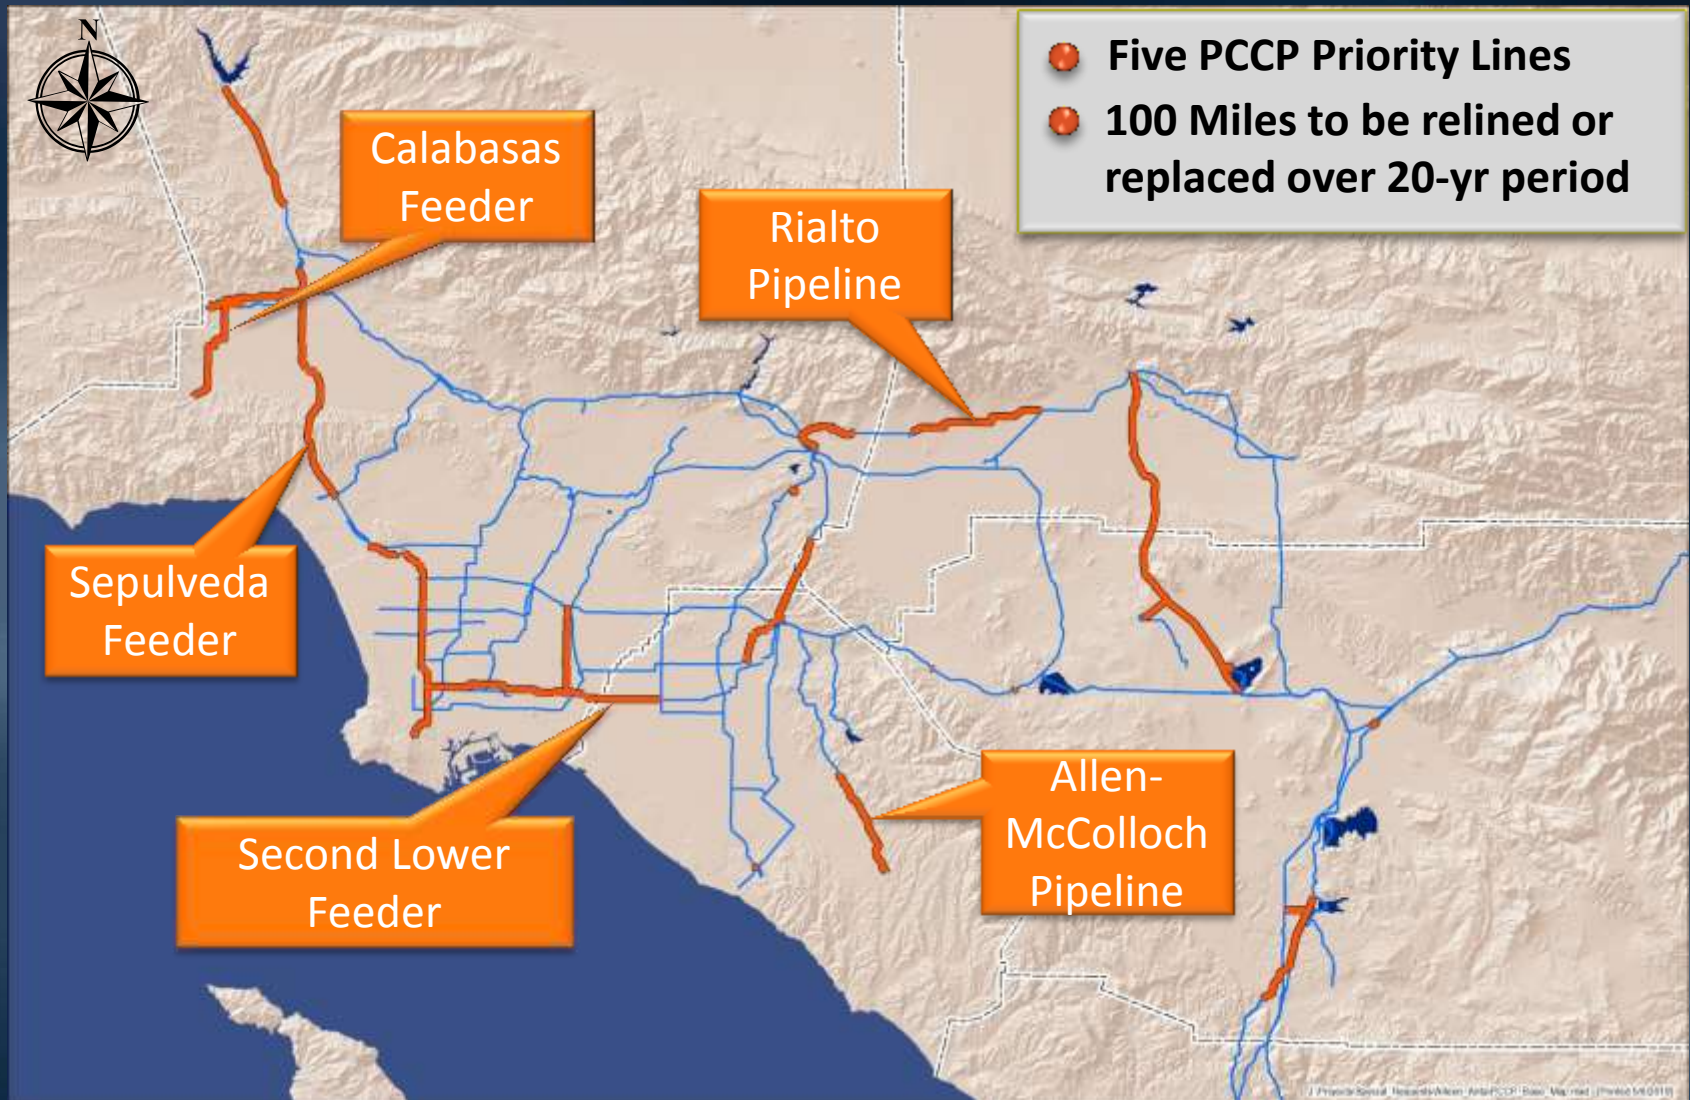 N
Five PCCP Priority Lines
100 Miles to be relined or
replaced over 20-yr period
Calabasas
Feeder
Rialto
Pipeline
Sepulveda
Feeder
Allen-
McColloch
Pipeline
Second Lower
Feeder